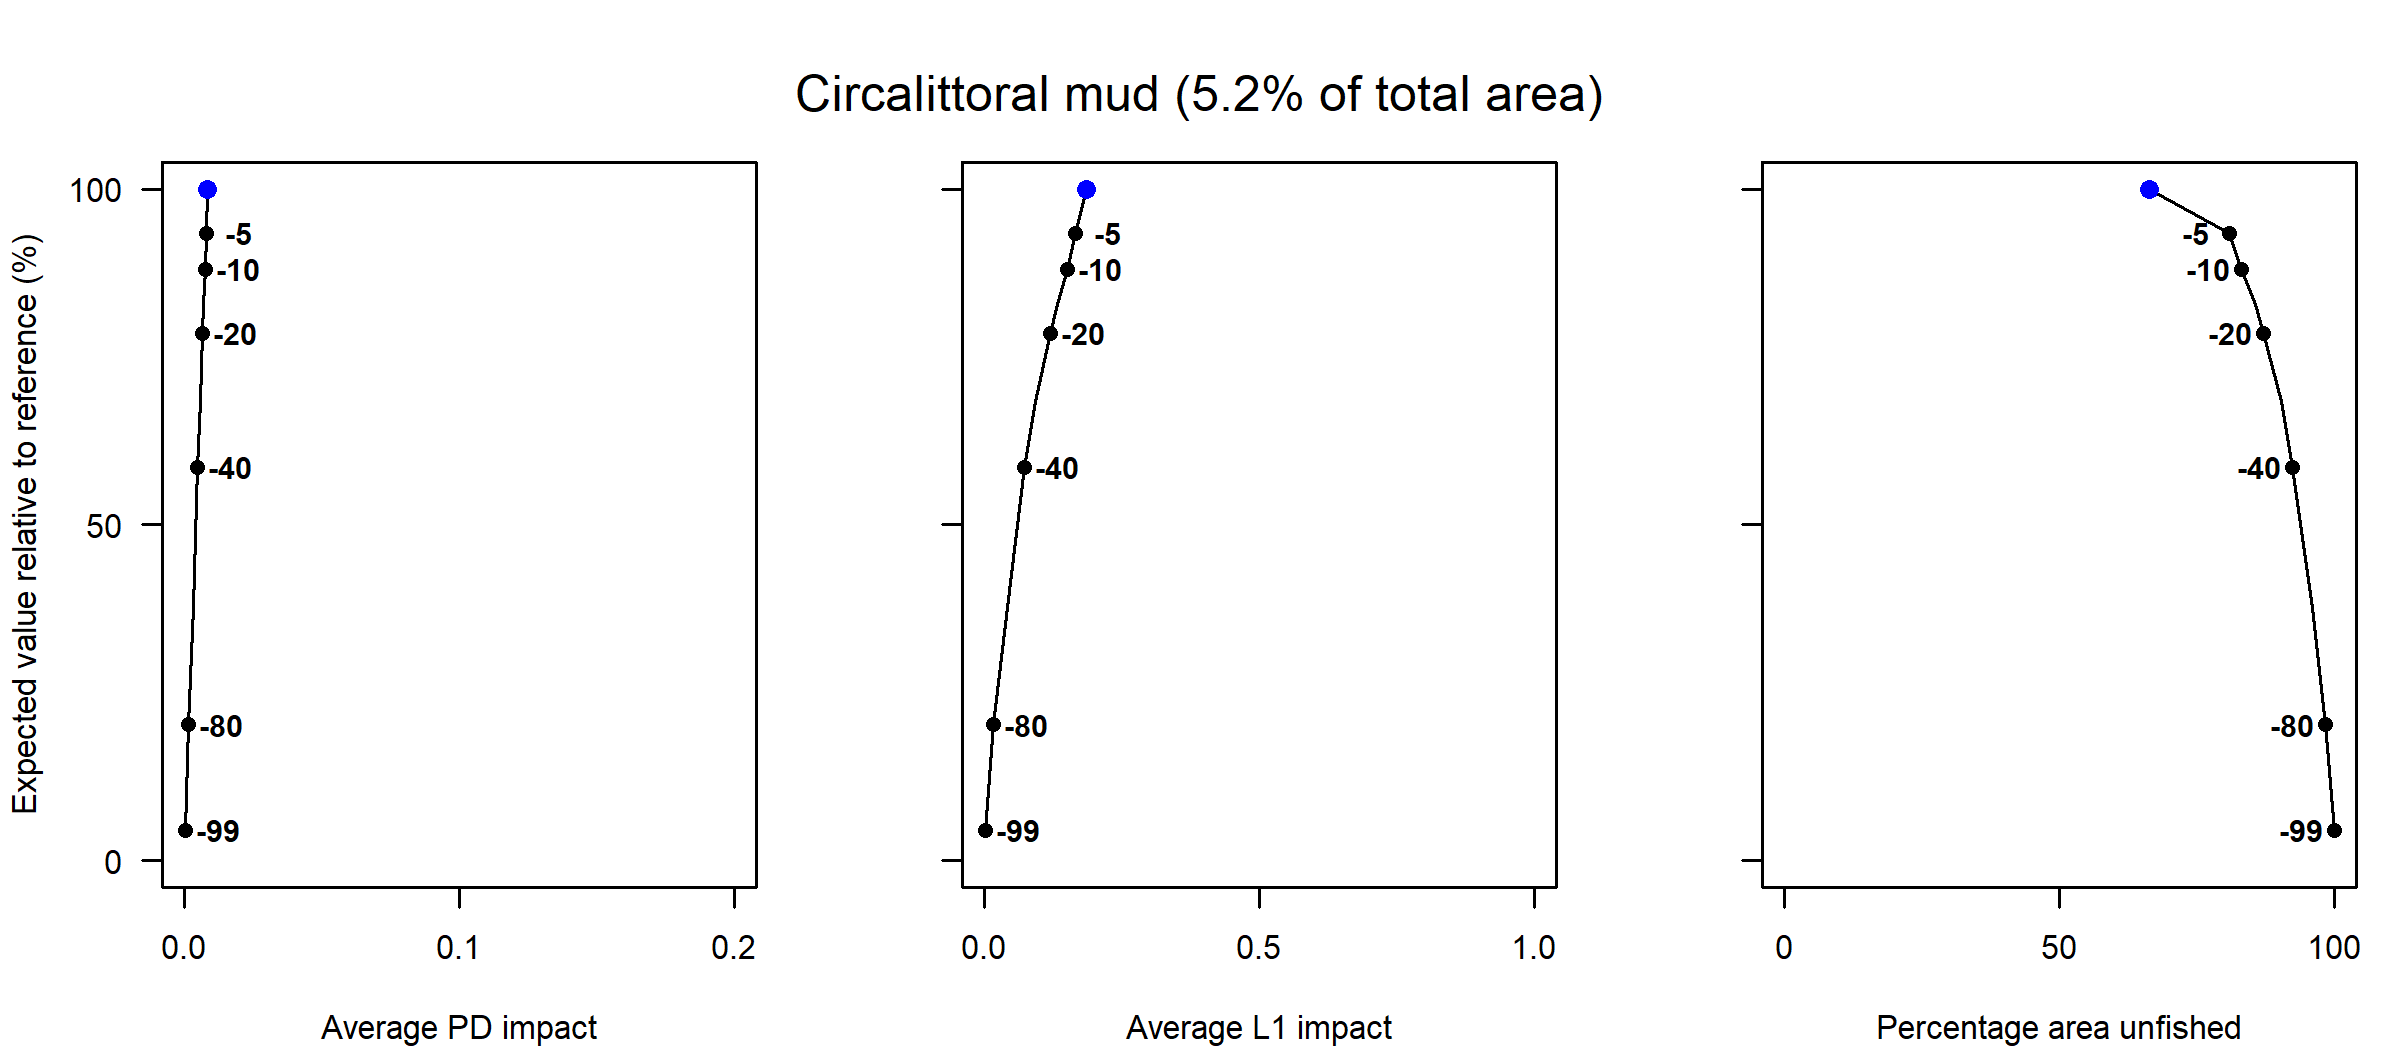 Circalittoral mud (5.2% of total area)
Expected value relative to reference (%)
100
50
0
-5
-10
-20
-40
-80
-99
0.0 0.1 0.2
Average PD impact
-5
-10
-20
-40
-80
-99
0.0 0.5 1.0
Average L1 impact
-5
-10
-20
-40
-80
-99
0 50 100
Percentage area unfished